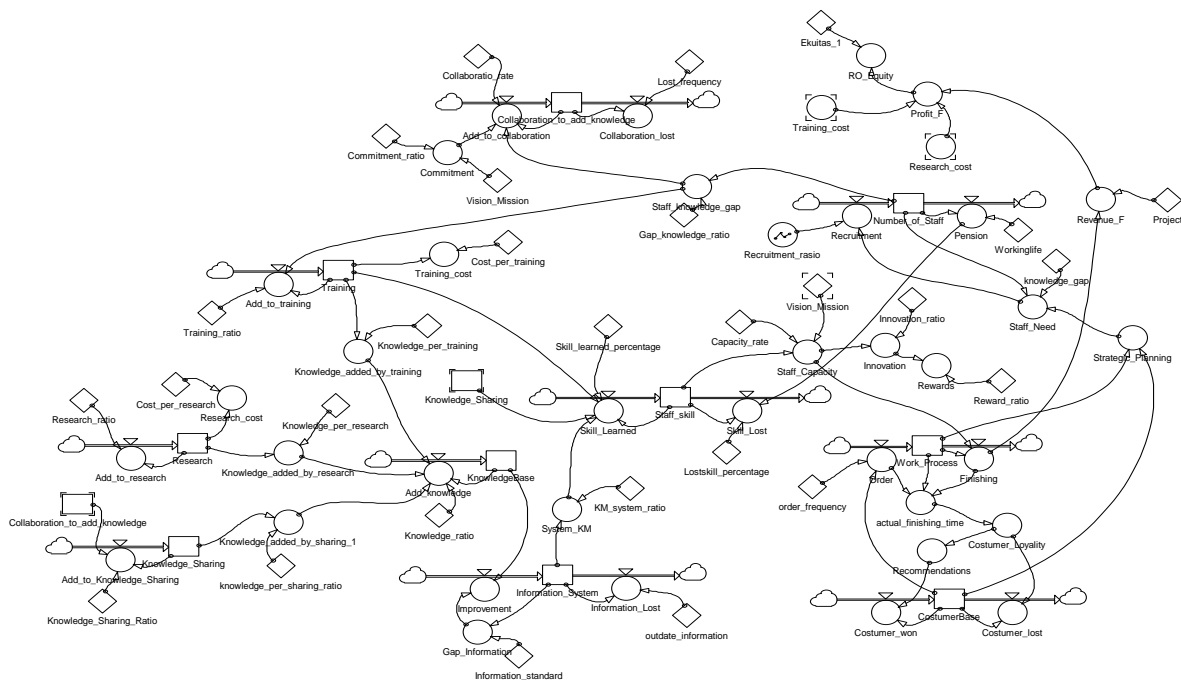 Ekuitas_1
RO_Equity
Collaboratio_rate
Lost_frequency
Profit_F
Training_cost
Collaboration_to_add_knowledge
Add_to_collaboration
Collaboration_lost
Commitment_ratio
Commitment
Research_cost
Vision_Mission
Staff_knowledge_gap
Gap_knowledge_ratio
Number_of_Staff
Recruitment
Pension
Revenue_F
Project
Recruitment_rasio
Workinglife
Training_cost
Cost_per_training
Training
Add_to_training
Training_ratio
knowledge_gap
Staff_Need
Vision_Mission
Innovation_ratio
Capacity_rate
Skill_learned_percentage
Knowledge_per_training
Knowledge_added_by_training
Staff_Capacity
Innovation
Strategic_Planning
Rewards
Reward_ratio
Cost_per_research
Research_cost
Research_ratio
Knowledge_Sharing
Knowledge_per_research
Skill_Learned
Staff_skill
Skill_Lost
Lostskill_percentage
Research
Add_to_research
Knowledge_added_by_research
Add_knowledge
KnowledgeBase
Order
Work_Process
Finishing
order_frequency
KM_system_ratio
System_KM
Knowledge_ratio
actual_finishing_time
Collaboration_to_add_knowledge
Knowledge_added_by_sharing_1
Costumer_Loyality
Knowledge_Sharing
Add_to_Knowledge_Sharing
knowledge_per_sharing_ratio
Recommendations
Improvement
Information_System
Information_Lost
Knowledge_Sharing_Ratio
CostumerBase
Costumer_won
Costumer_lost
outdate_information
Gap_Information
Information_standard